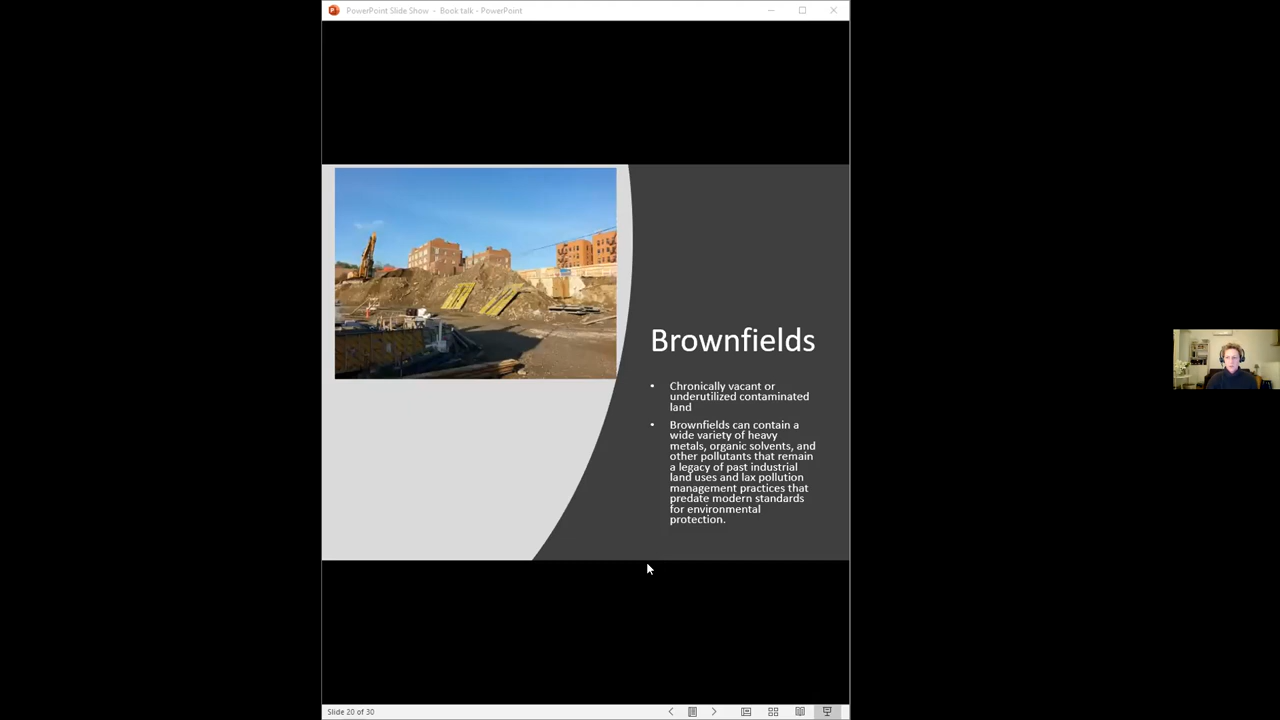 PowerPoint Slide Show - Book talk - PowerPoint
Brownfields
• Chronically vacant or
underutilized contaminated
land
• Brownfields can contain a
wide variety of heavy
metals, organic solvents, and
other pollutants that remain
a legacy of past industrial
land uses and lax pollution
management practices that
predate modern standards
for environmental
protection.
Slide 20 of 30